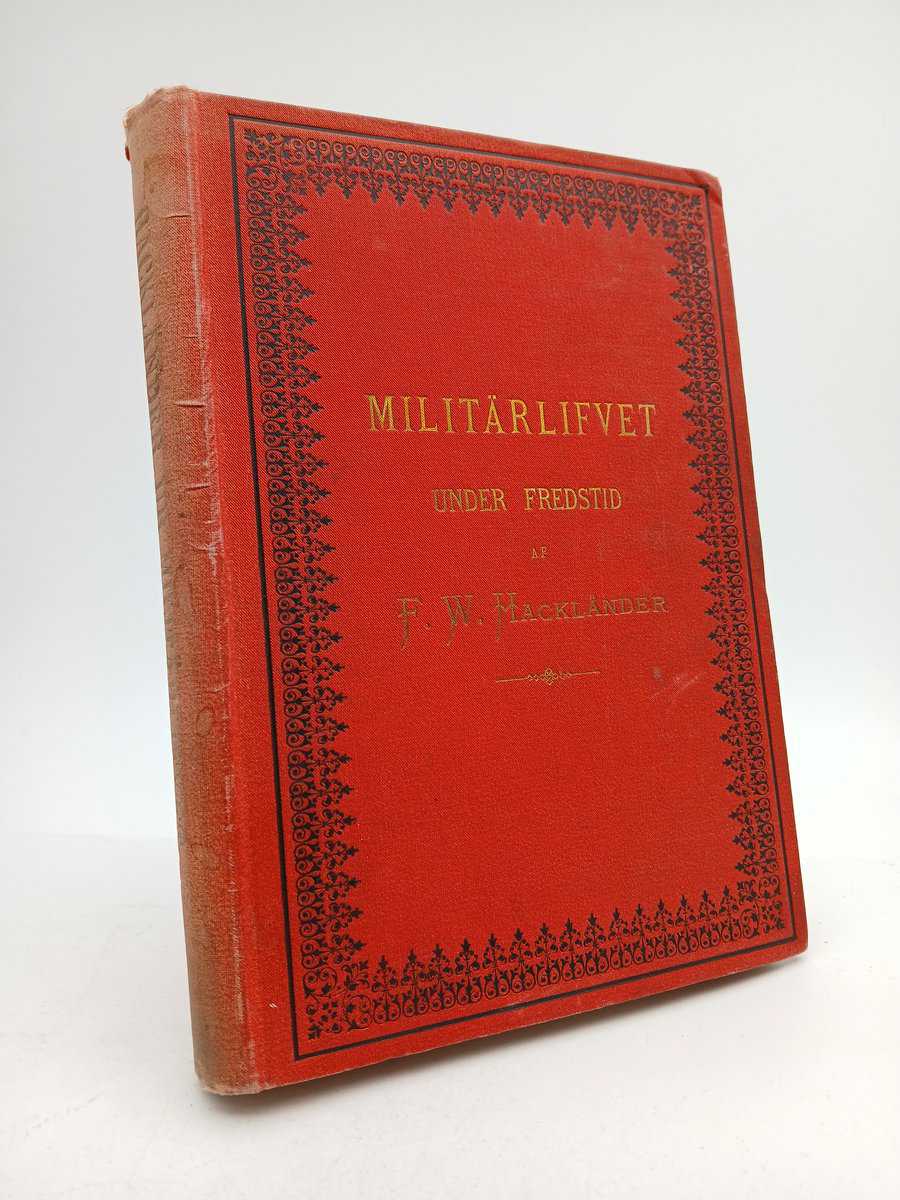 MILITÄRLIFVET
UNDER FREDSTID
AF
F. W. HACKLÄNDER